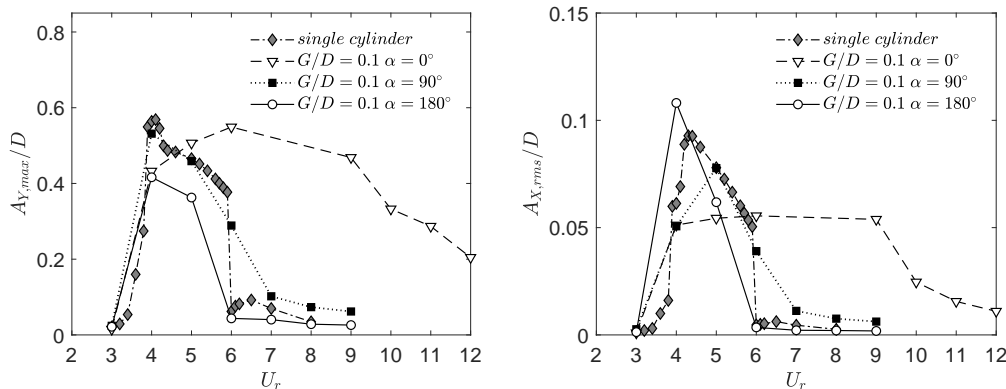 0.8
0.6
0.4
0.2
0
A_{Y,max}/D
2 3 4 5 6 7 8 9 10 11 12
U_r
single cylinder
G/D = 0.1 α = 0°
G/D = 0.1 α = 90°
G/D = 0.1 α = 180°
0.15
0.1
0.05
0
A_{X,rms}/D
2 3 4 5 6 7 8 9 10 11 12
U_r
single cylinder
G/D = 0.1 α = 0°
G/D = 0.1 α = 90°
G/D = 0.1 α = 180°